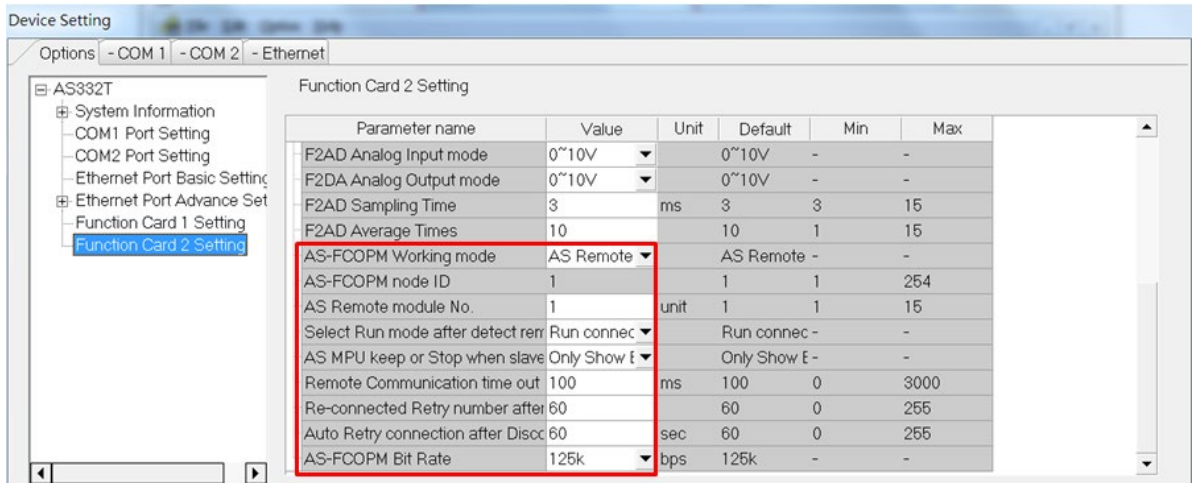 Device Setting
Options - COM 1 - COM 2 - Ethernet
AS332T
System Information
COM1 Port Setting
COM2 Port Setting
Ethernet Port Basic Setting
Ethernet Port Advance Set
Function Card 1 Setting
Function Card 2 Setting
Function Card 2 Setting
Parameter name Value Unit Default Min Max
F2AD Analog Input mode 0~10V 0~10V - -
F2DA Analog Output mode 0~10V 0~10V - -
F2AD Sampling Time 3 ms 3 3 15
F2AD Average Times 10 10 1 15
AS-FCOPM Working mode AS Remote AS Remote - -
AS-FCOPM node ID 1 1 1 254
AS Remote module No. 1 unit 1 1 15
Select Run mode after detect rem Run connec Run connec - -
AS MPU keep or Stop when slave Only Show E Only Show E - -
Remote Communication time out 100 ms 100 0 3000
Re-connected Retry number after 60 60 0 255
Auto Retry connection after Disco 60 sec 60 0 255
AS-FCOPM Bit Rate 125k bps 125k - -